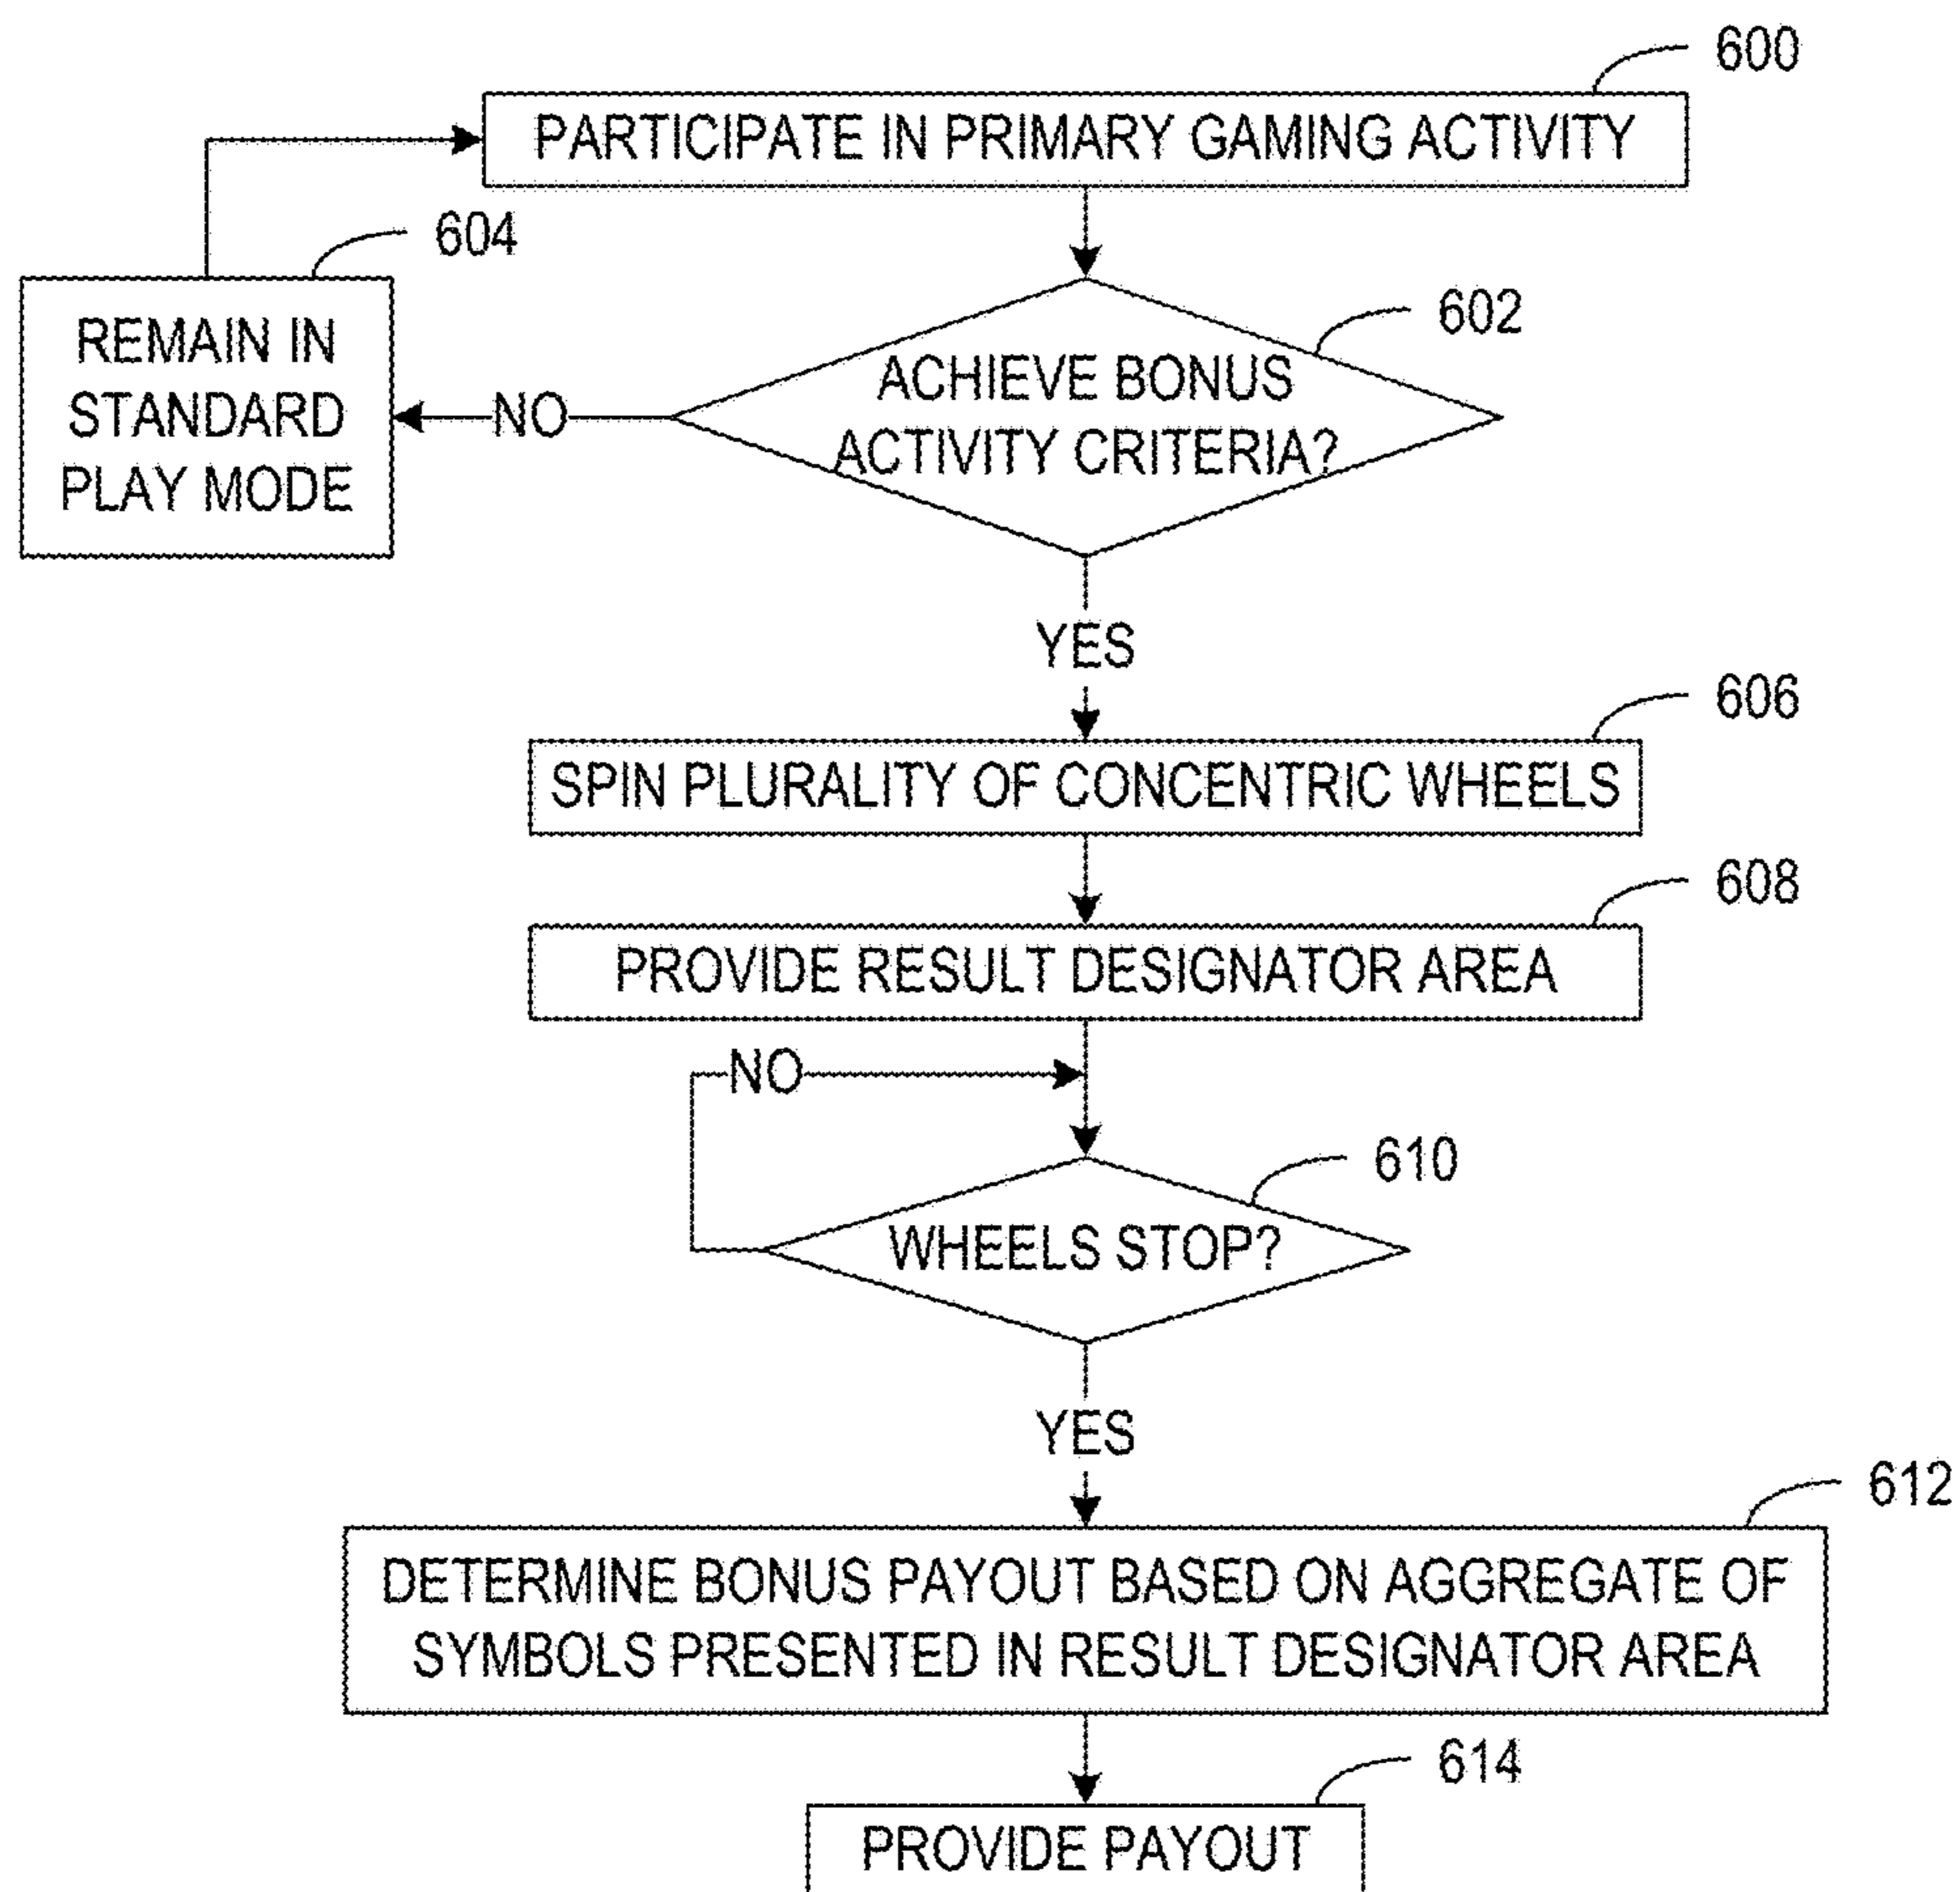 600
PARTICIPATE IN PRIMARY GAMING ACTIVITY
604
602
REMAIN IN
STANDARD
PLAY MODE
NO
ACHIEVE BONUS
ACTIVITY CRITERIA?
YES
606
SPIN PLURALITY OF CONCENTRIC WHEELS
608
PROVIDE RESULT DESIGNATOR AREA
NO
610
WHEELS STOP?
YES
612
DETERMINE BONUS PAYOUT BASED ON AGGREGATE OF
SYMBOLS PRESENTED IN RESULT DESIGNATOR AREA
614
PROVIDE PAYOUT